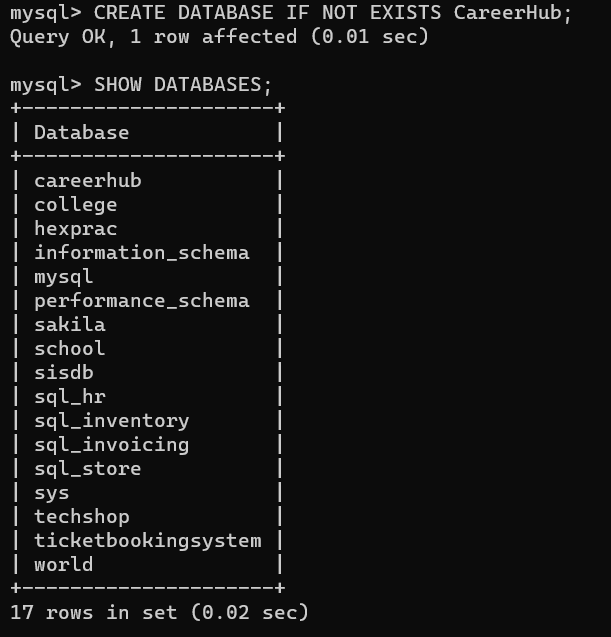 mysql> CREATE DATABASE IF NOT EXISTS CareerHub;
Query OK, 1 row affected (0.01 sec)
mysql> SHOW DATABASES;
+---------------------+
| Database            |
+---------------------+
| careerhub           |
| college             |
| hexprac             |
| information_schema  |
| mysql               |
| performance_schema  |
| sakila              |
| school              |
| sisdb               |
| sql_hr              |
| sql_inventory       |
| sql_invoicing       |
| sql_store           |
| sys                 |
| techshop            |
| ticketbookingsystem |
| world               |
+---------------------+
17 rows in set (0.02 sec)